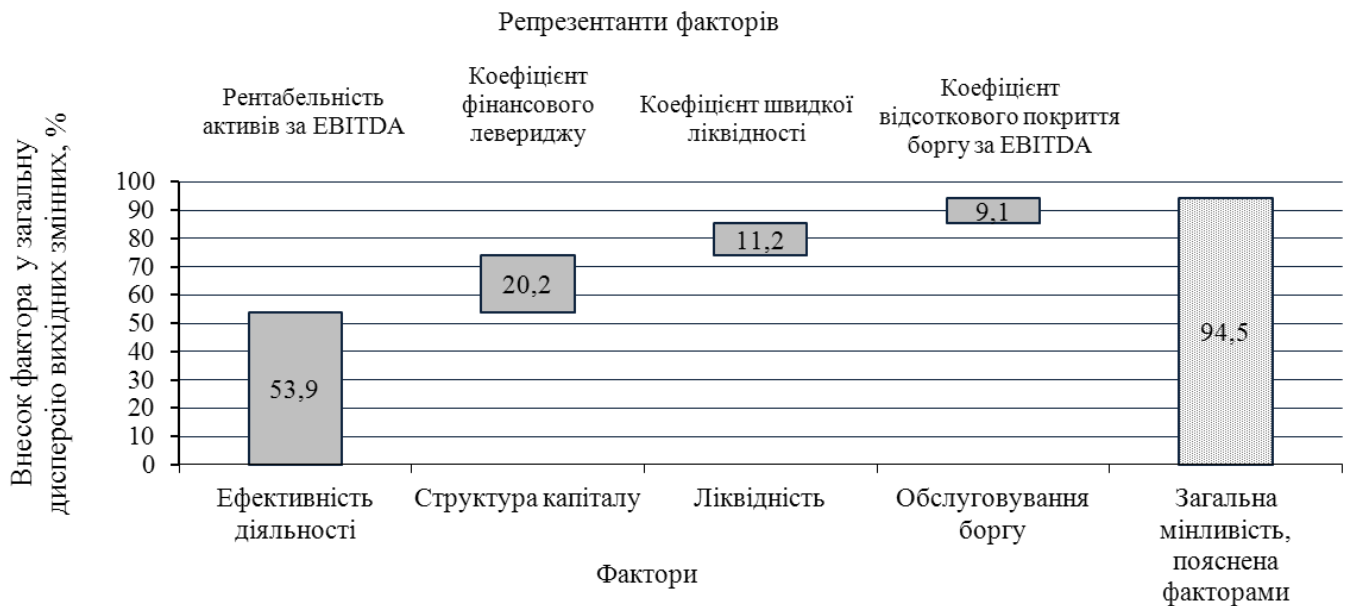 Репрезентанти факторів
Рентабельність
активів за EBITDA
Коефіцієнт
фінансового
левериджу
Коефіцієнт швидкої
ліквідності
Коефіцієнт
відсоткового покриття
боргу за EBITDA
Внесок фактора у загальну
дисперсію вихідних змінних, %
100
90
80
70
60
50
40
30
20
10
0
53,9
20,2
11,2
9,1
94,5
Ефективність
діяльності
Структура капіталу
Ліквідність
Обслуговування
боргу
Загальна
мінливість,
пояснена
факторами
Фактори